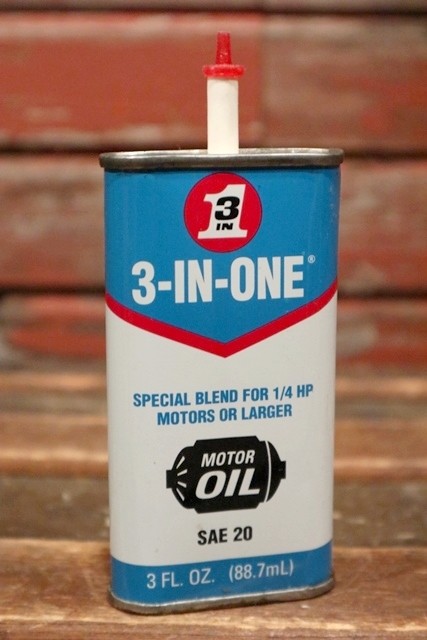 3
IN
1
3-IN-ONE®
SPECIAL BLEND FOR 1/4 HP
MOTORS OR LARGER
MOTOR
OIL
SAE 20
3 FL. OZ. (88.7mL)